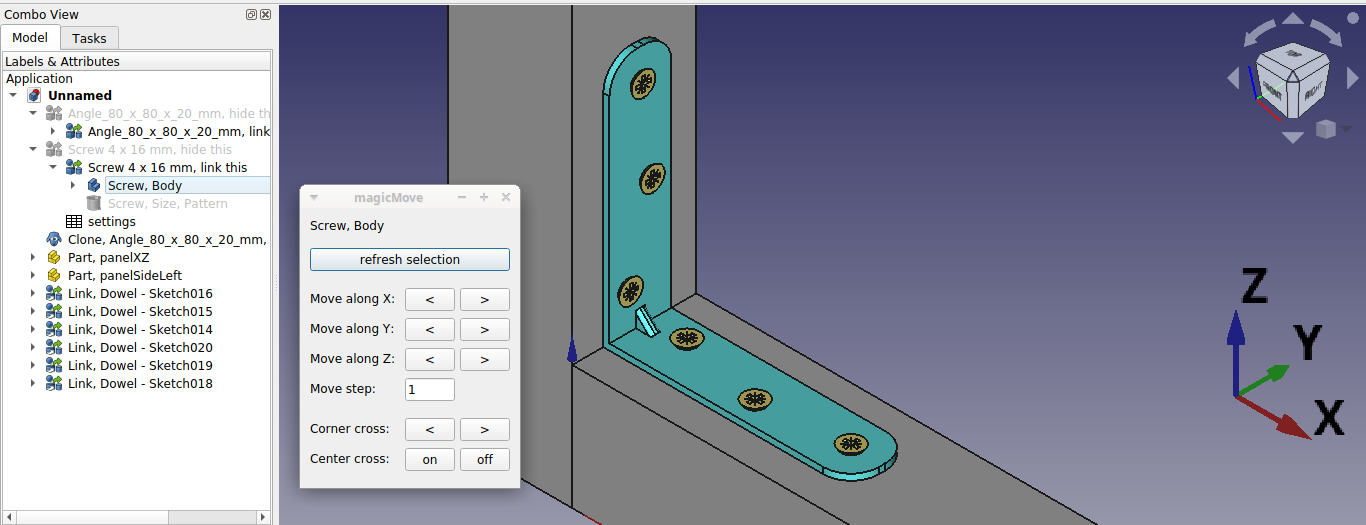 Combo View
Model
Tasks
Labels & Attributes
Application
Unnamed
Angle_80_x_80_x_20_mm, hide th
Angle_80_x_80_x_20_mm, link
Screw 4 x 16 mm, hide this
Screw 4 x 16 mm, link this
Screw, Body
Screw, Size, Pattern
settings
Clone, Angle_80_x_80_x_20_mm,
Part, panelXZ
Part, panelSideLeft
Link, Dowel - Sketch016
Link, Dowel - Sketch015
Link, Dowel - Sketch014
Link, Dowel - Sketch020
Link, Dowel - Sketch019
Link, Dowel - Sketch018
magicMove
Screw, Body
refresh selection
Move along X: < >
Move along Y: < >
Move along Z: < >
Move step: 1
Corner cross: < >
Center cross: on off
FRONT
RIGHT
Z
Y
X